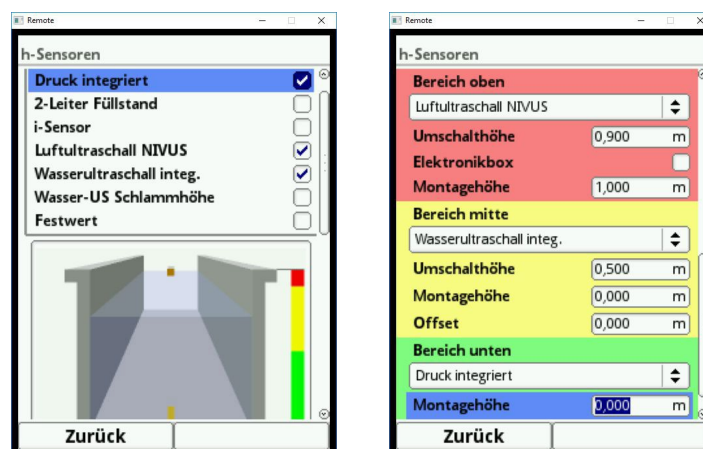 Remote
h-Sensoren
Druck integriert
2-Leiter Füllstand
i-Sensor
Luftultraschall NIVUS
Wasserultraschall integ.
Wasser-US Schlammhöhe
Festwert
Zurück
Remote
h-Sensoren
Bereich oben
Luftultraschall NIVUS
Umschalthöhe 0,900 m
Elektronikbox
Montagehöhe 1,000 m
Bereich mitte
Wasserultraschall integ.
Umschalthöhe 0,500 m
Montagehöhe 0,000 m
Offset 0,000 m
Bereich unten
Druck integriert
Montagehöhe 0,000 m
Zurück